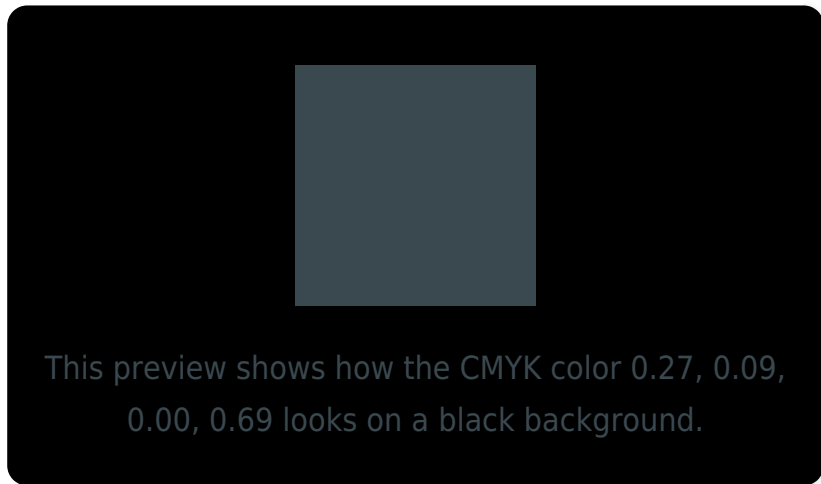 This preview shows how the CMYK color 0.27, 0.09,
0.00, 0.69 looks on a black background.